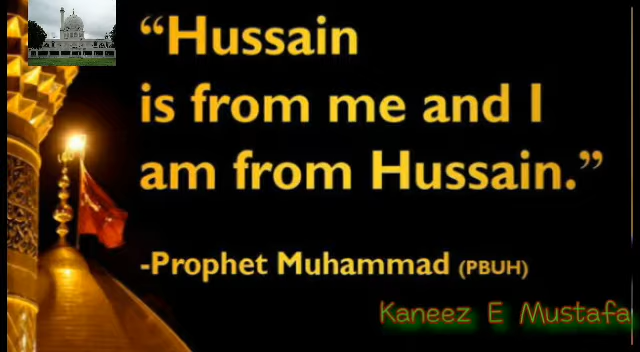 “Hussain
is from me and I
am from Hussain.”
-Prophet Muhammad (PBUH)
Kaneez E Mustafa